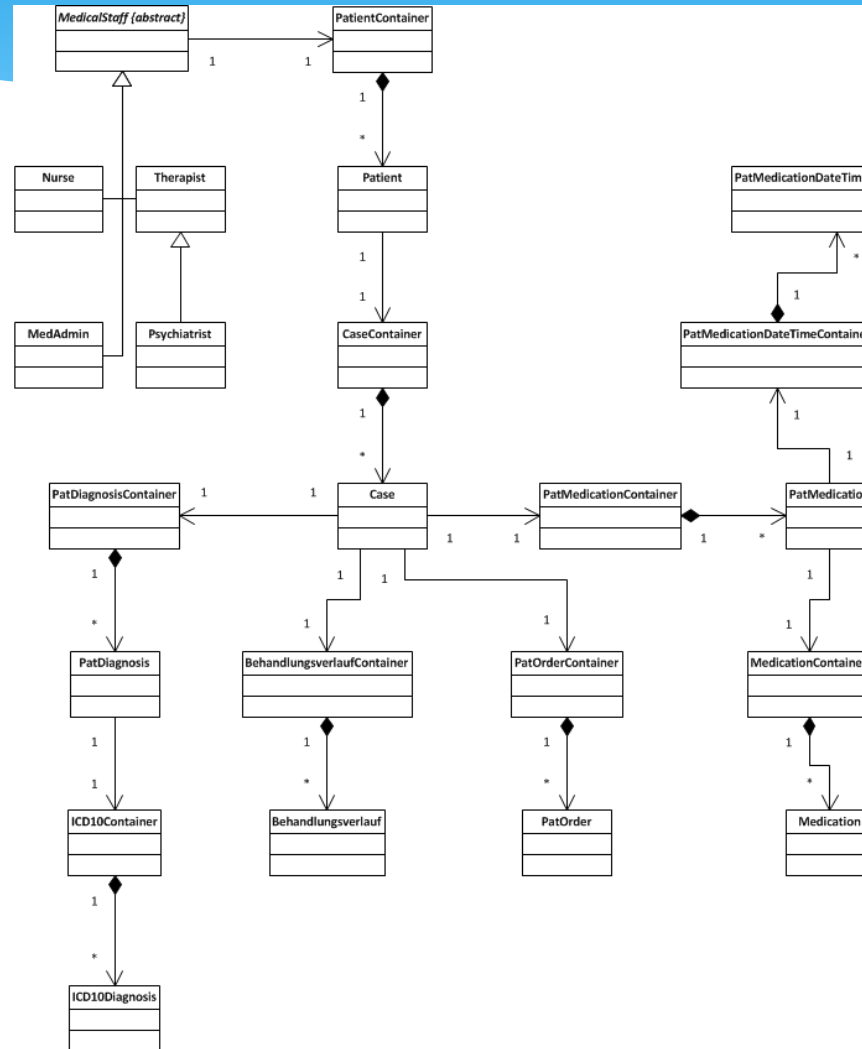 MedicalStaff {abstract}
PatientContainer
1
1
1
*
Nurse
Therapist
Patient
PatMedicationDateTim
*
1
1
1
MedAdmin
Psychiatrist
CaseContainer
PatMedicationDateTimeContaine
1
*
1
1
PatDiagnosisContainer
1
1
Case
PatMedicationContainer
PatMedicatio
1
1
1
*
1
*
1
1
1
1
1
1
PatDiagnosis
BehandlungsverlaufContainer
PatOrderContainer
MedicationContaine
1
1
1
1
1
*
*
*
ICD10Container
Behandlungsverlauf
PatOrder
Medication
1
*
ICD10Diagnosis